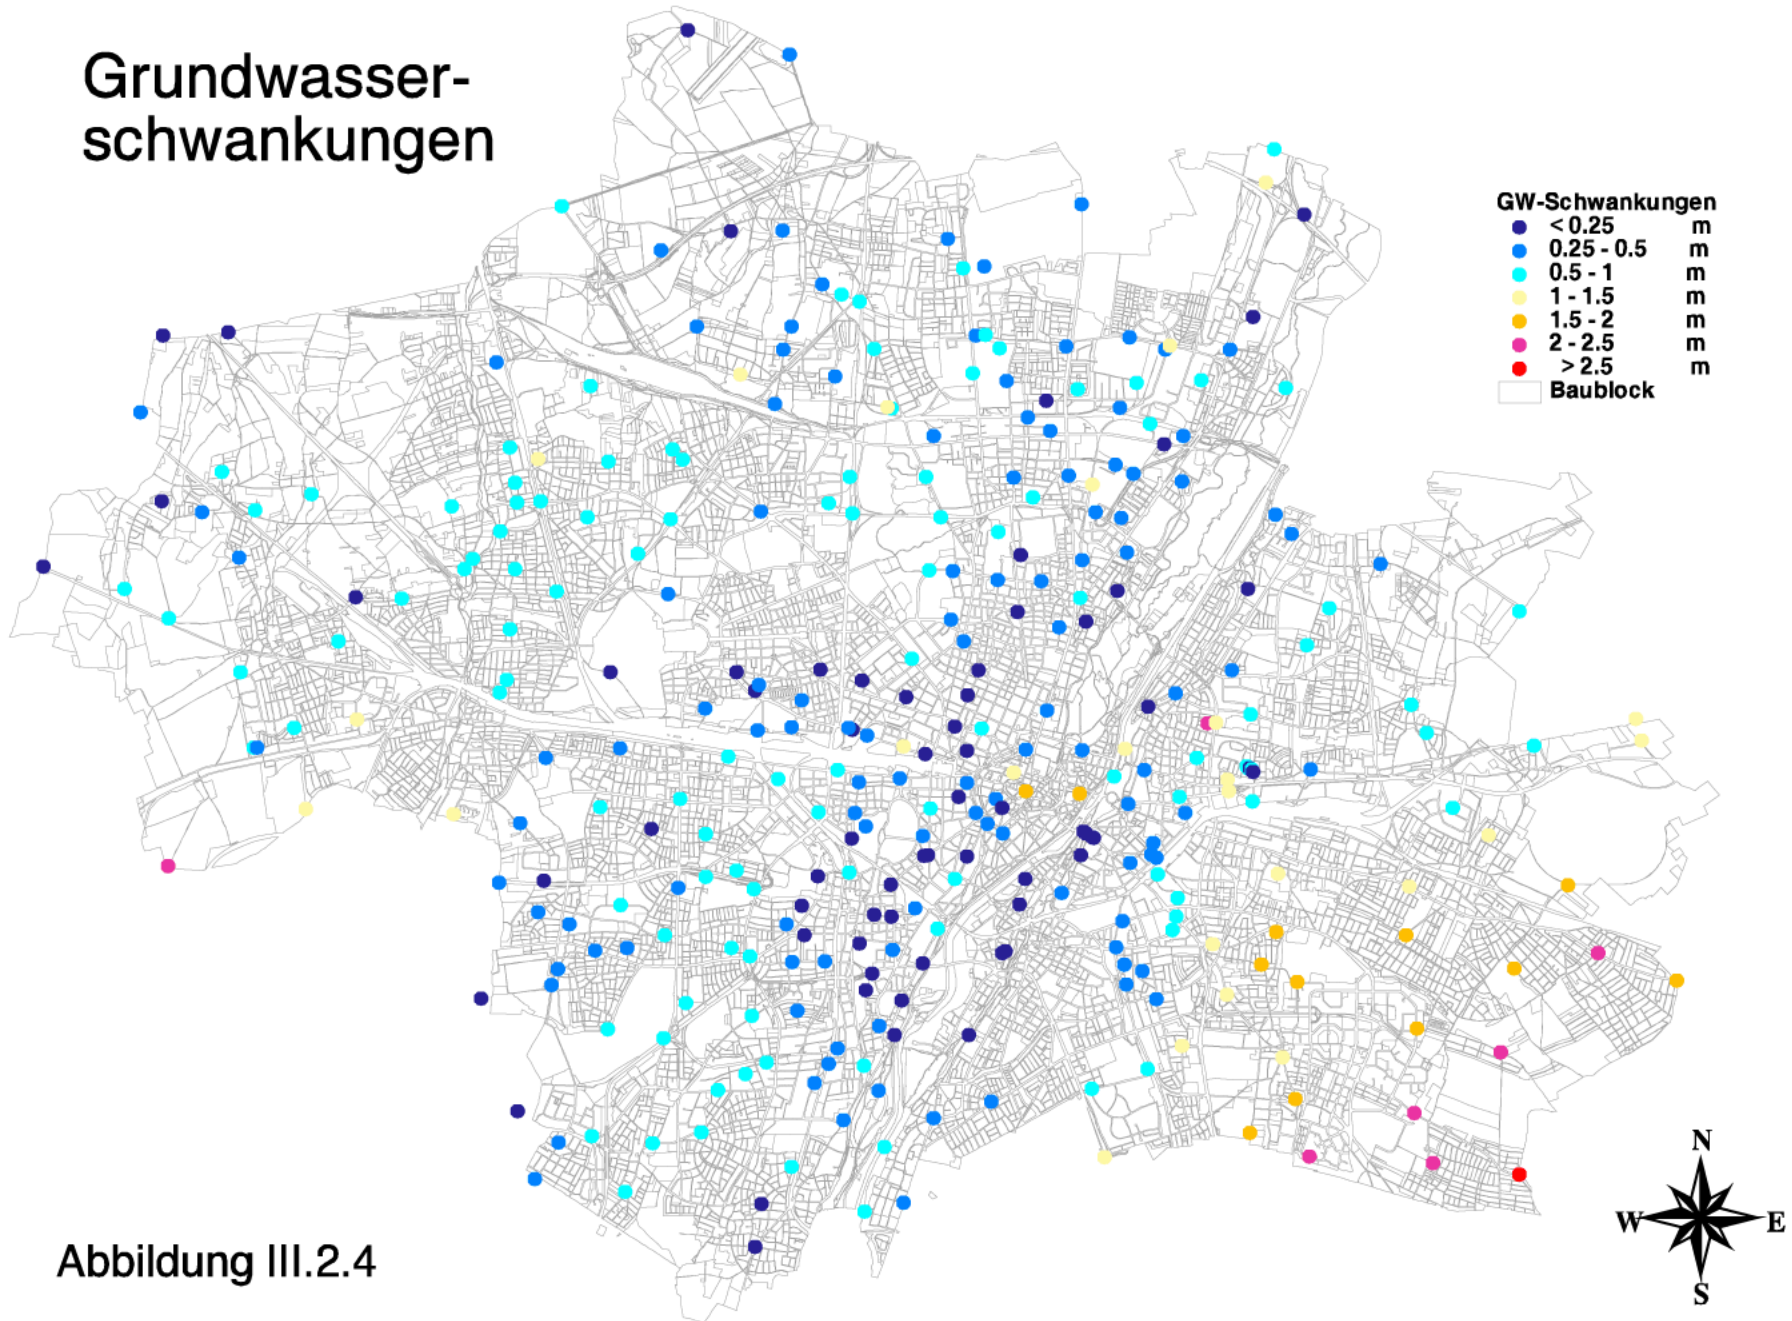 Grundwasser-
schwankungen
GW-Schwankungen
< 0.25 m
0.25 - 0.5 m
0.5 - 1 m
1 - 1.5 m
1.5 - 2 m
2 - 2.5 m
> 2.5 m
Baublock
N
W E
S
Abbildung III.2.4